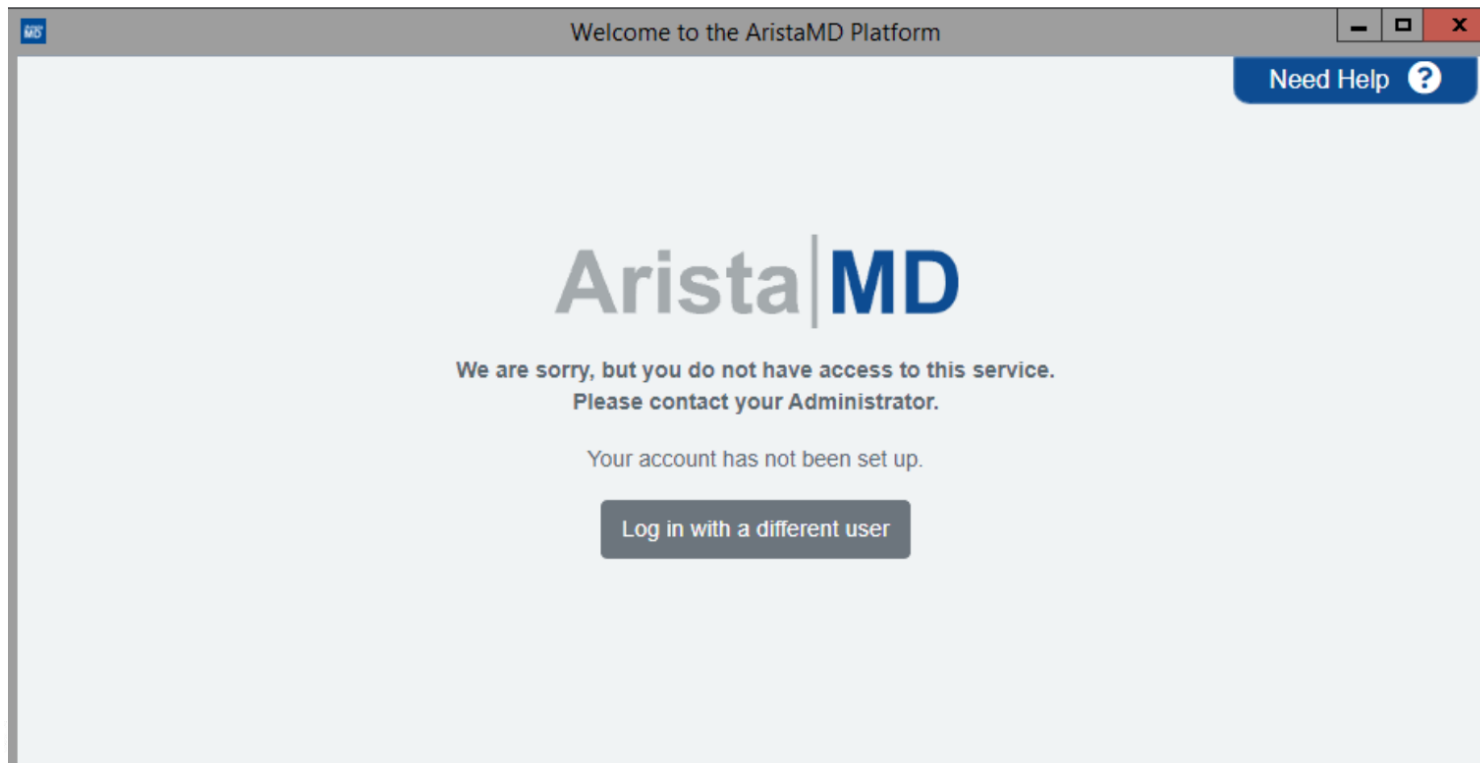 Welcome to the AristaMD Platform
Need Help ?
Arista|MD
We are sorry, but you do not have access to this service.
Please contact your Administrator.
Your account has not been set up.
Log in with a different user